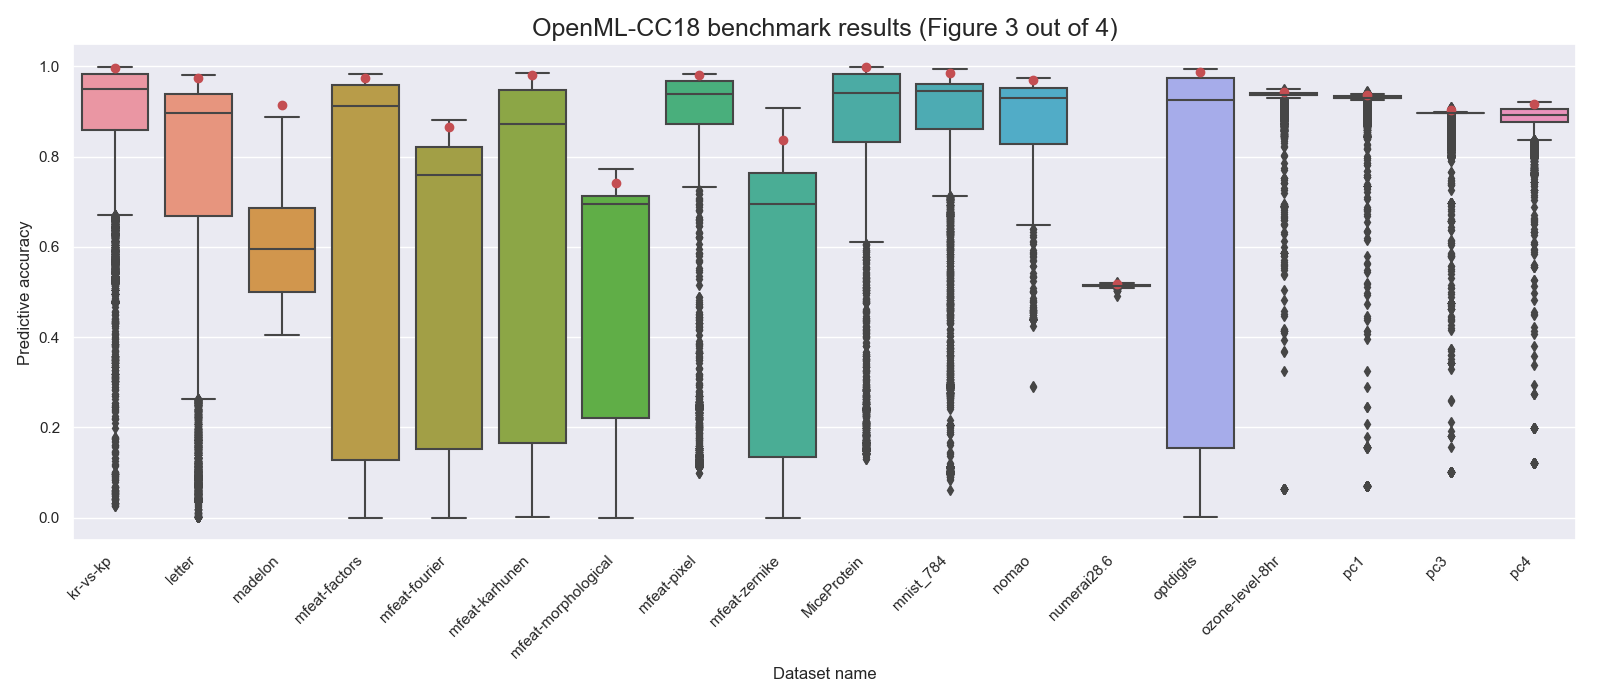 OpenML-CC18 benchmark results (Figure 3 out of 4)
Predictive accuracy
1.0
0.8
0.6
0.4
0.2
0.0
kr-vs-kp
letter
madelon
mfeat-factors
mfeat-fourier
mfeat-karhunen
mfeat-morphological
mfeat-pixel
mfeat-zernike
MiceProtein
mnist_784
nomao
numerai28.6
optdigits
ozone-level-8hr
pc1
pc3
pc4
Dataset name